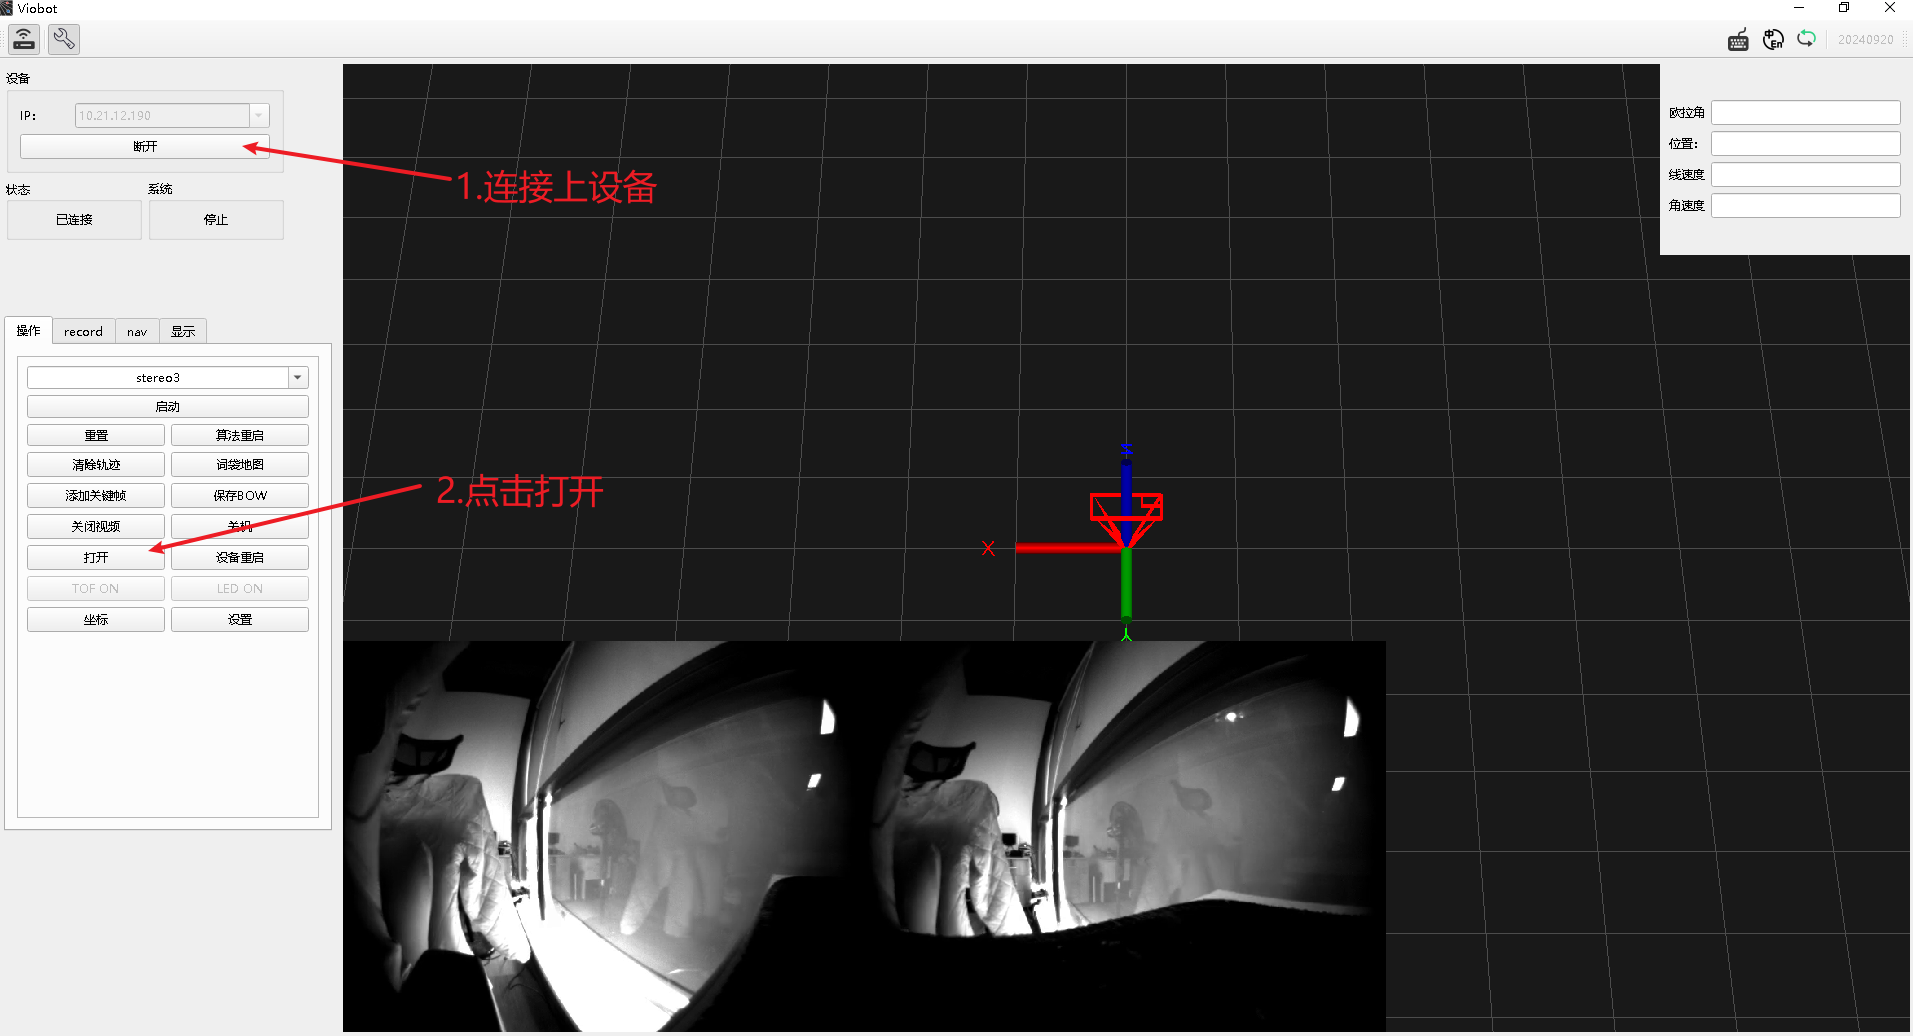 Viobot
20240920
设备
IP:
10.21.12.190
断开
1.连接上设备
状态
系统
已连接
停止
欧拉角
位置:
线速度
角速度
操作
record
nav
显示
stereo3
启动
重置
算法重启
清除轨迹
词袋地图
添加关键帧
保存BOW
2.点击打开
关闭视频
关机
打开
设备重启
TOF ON
LED ON
坐标
设置
Z
X
Y
中
En